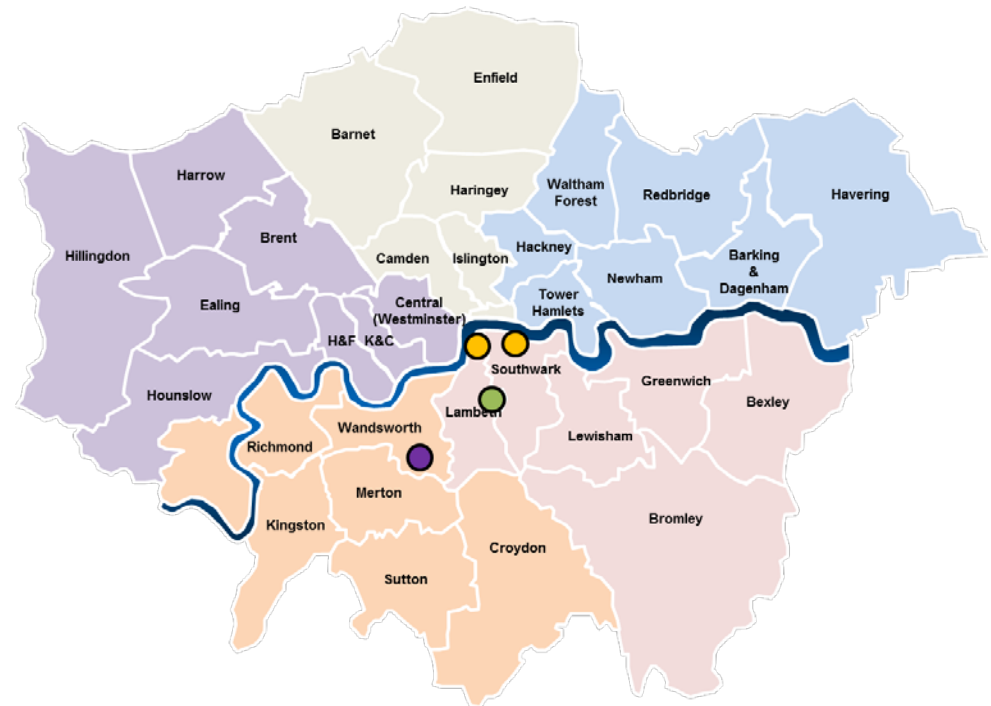 Enfield
Barnet
Harrow
Haringey
Waltham
Forest
Redbridge
Havering
Brent
Hillingdon
Camden
Islington
Hackney
Barking
&
Dagenham
Newham
Ealing
Central
(Westminster)
Tower
Hamlets
H&F
K&C
Southwark
Greenwich
Hounslow
Bexley
Lambeth
Wandsworth
Lewisham
Richmond
Merton
Kingston
Bromley
Croydon
Sutton